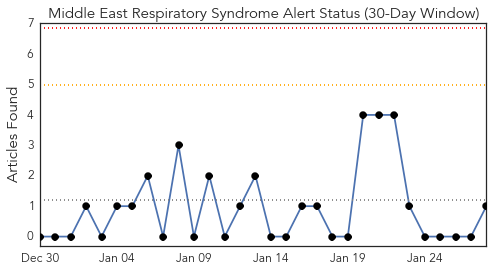 Middle East Respiratory Syndrome Alert Status (30-Day Window)
7
6
5
4
3
2
1
0
Articles Found
Dec 30 Jan 04 Jan 09 Jan 14 Jan 19 Jan 24